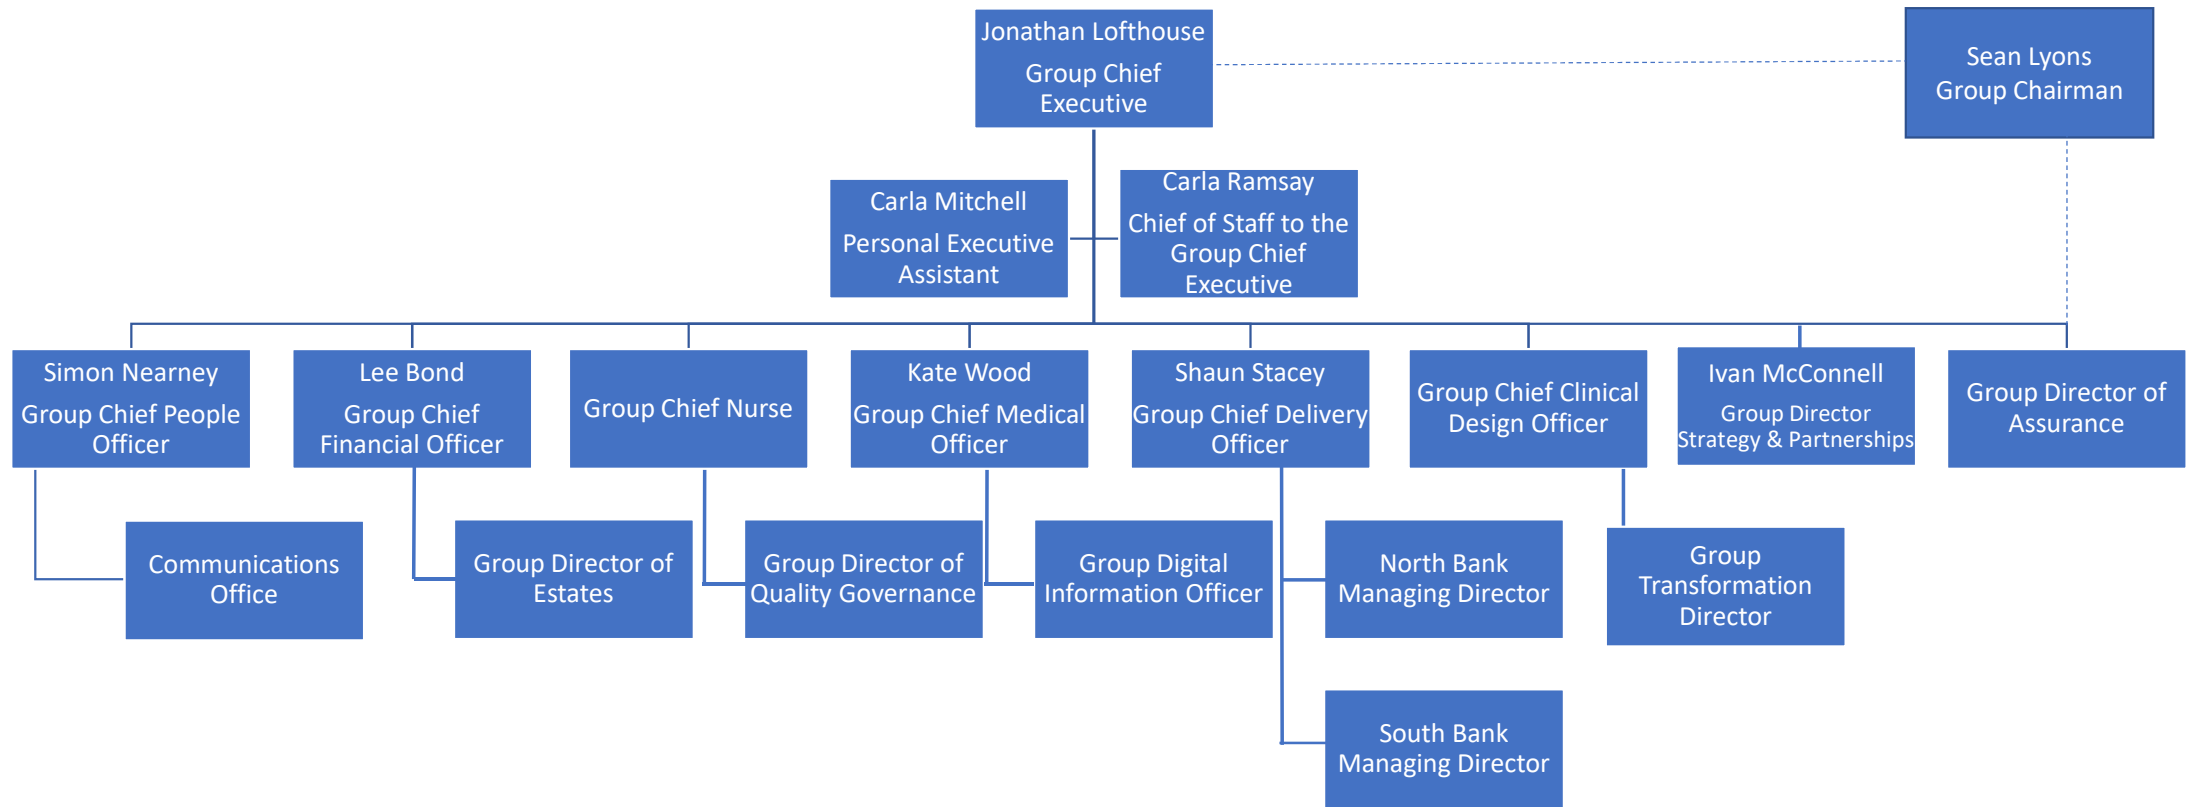 Jonathan Lofthouse
Group Chief
Executive
Sean Lyons
Group Chairman
Carla Mitchell
Personal Executive
Assistant
Carla Ramsay
Chief of Staff to the
Group Chief
Executive
Simon Nearney
Group Chief People
Officer
Lee Bond
Group Chief
Financial Officer
Group Chief Nurse
Kate Wood
Group Chief Medical
Officer
Shaun Stacey
Group Chief Delivery
Officer
Group Chief Clinical
Design Officer
Ivan McConnell
Group Director
Strategy & Partnerships
Group Director of
Assurance
Communications
Office
Group Director of
Estates
Group Director of
Quality Governance
Group Digital
Information Officer
North Bank
Managing Director
Group
Transformation
Director
South Bank
Managing Director